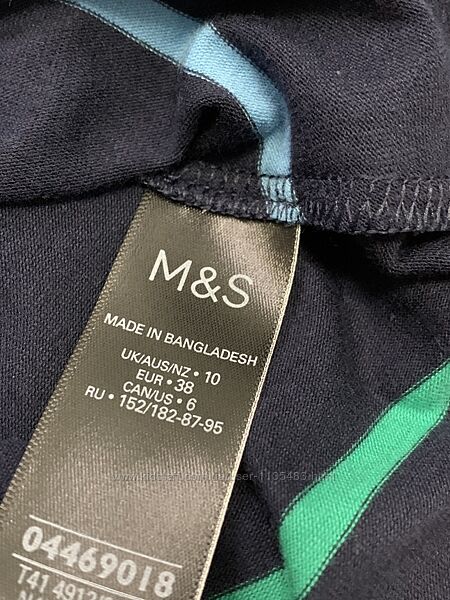 M&S
MADE IN BANGLADESH
UK/AUS/NZ • 10
EUR • 38
CAN/US • 6
RU • 152/182-87-95
04469018